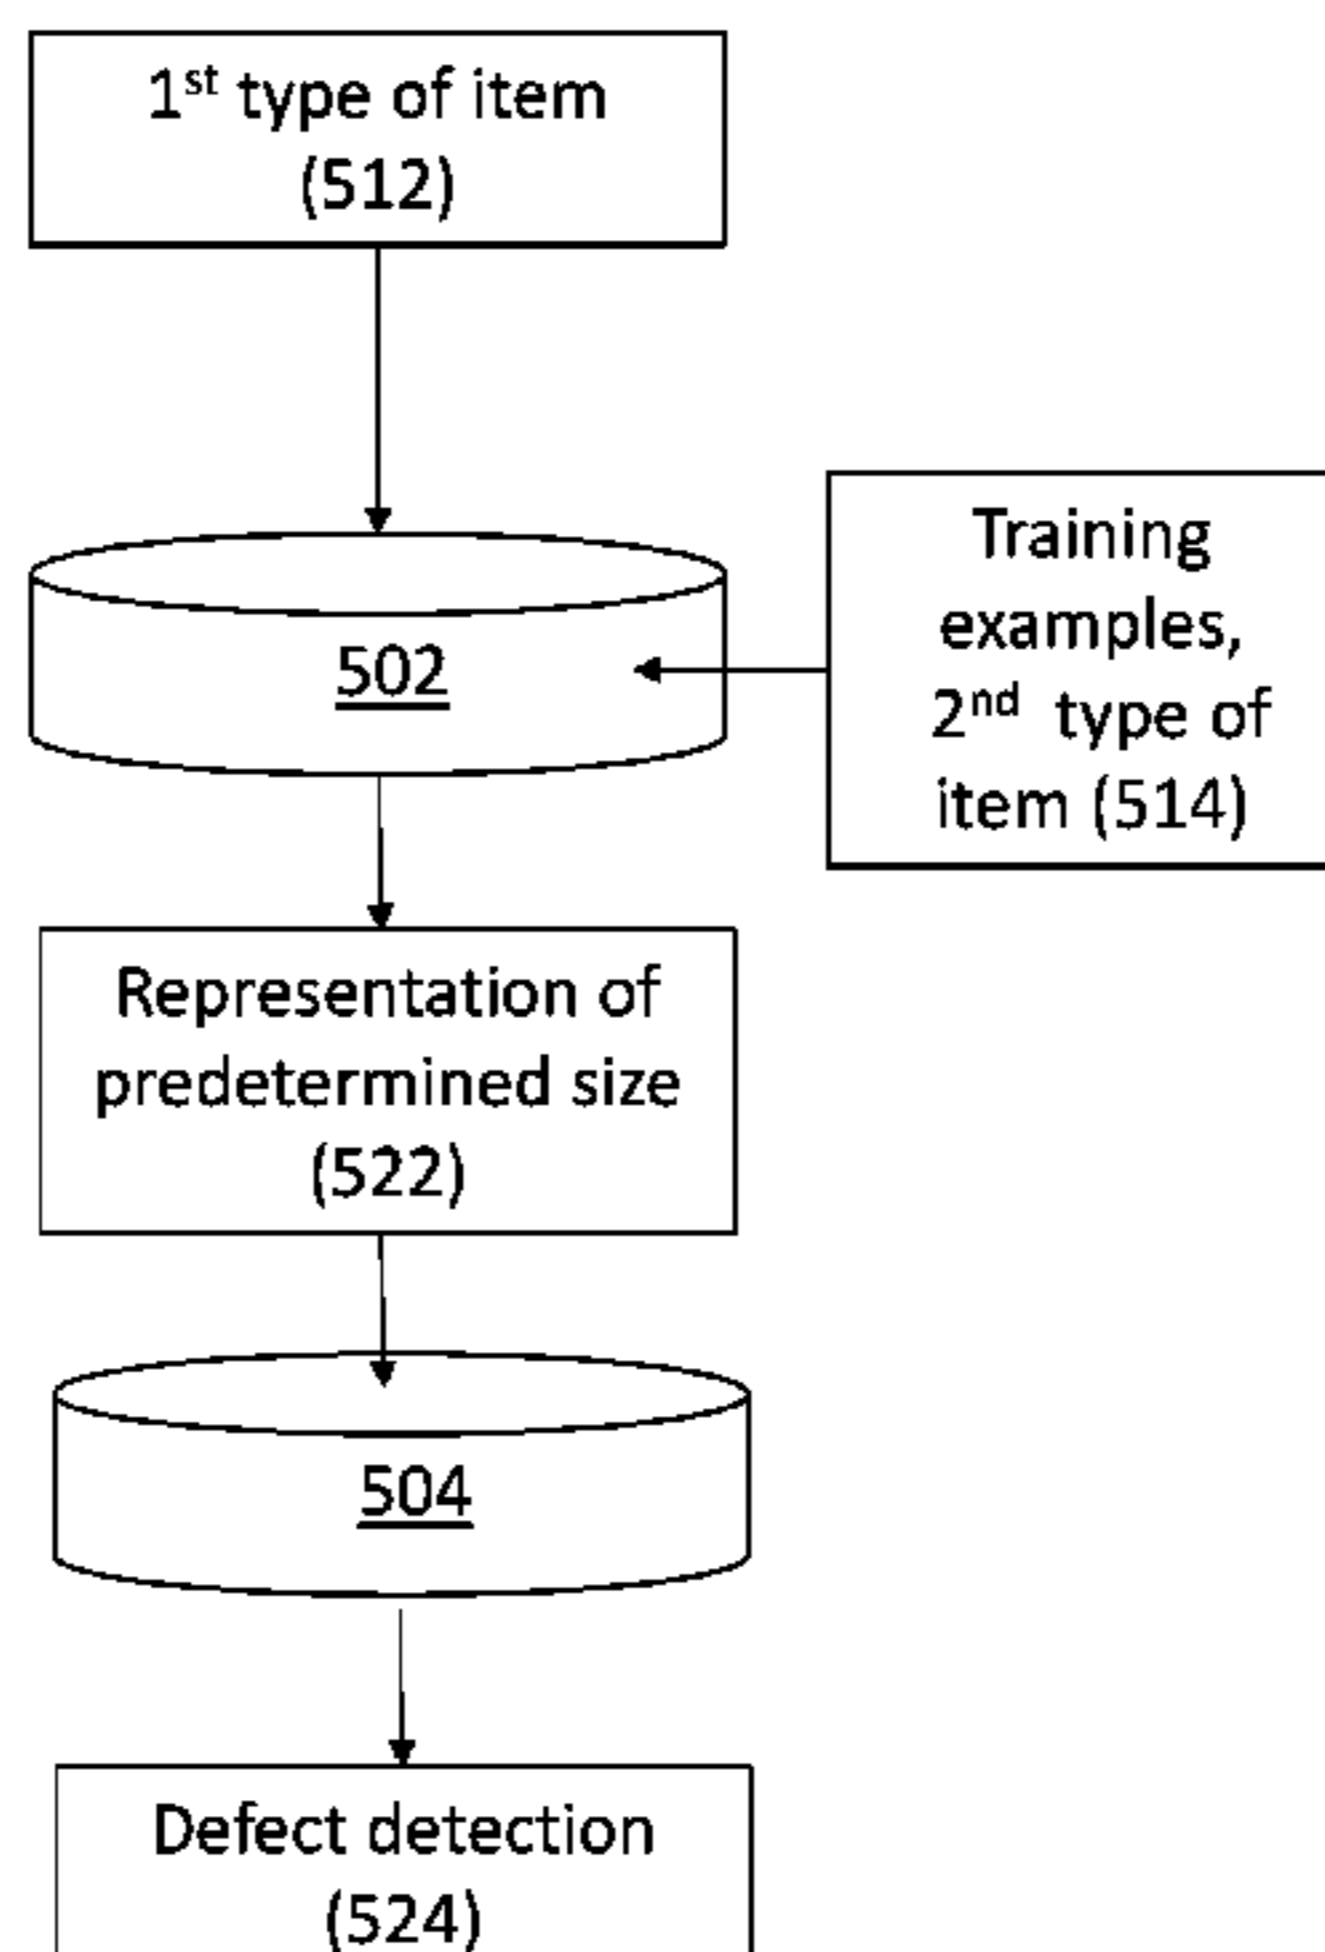 1st type of item
(512)
502
Training
examples,
2nd type of
item (514)
Representation of
predetermined size
(522)
504
Defect detection
(524)